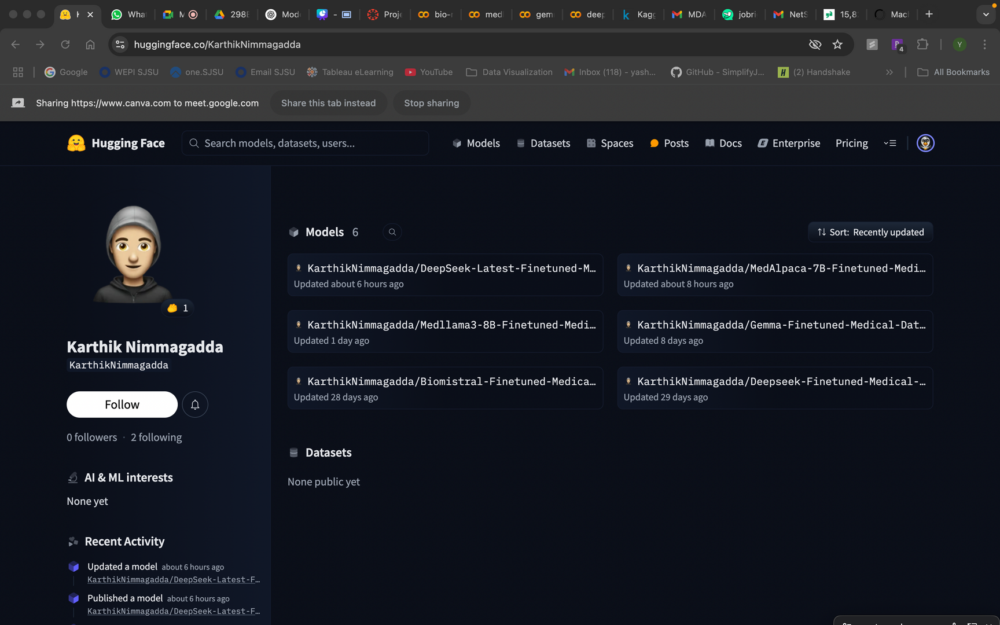 What
M
298B
Mode
-
Proje
bio-r
medi
gem
deep
Kagg
MDA
jobri
NetS
15,8
Macl
huggingface.co/KarthikNimmagadda
4
Y
Google
WEPI SJSU
one.SJSU
Email SJSU
Tableau eLearning
YouTube
Data Visualization
Inbox (118) - yash...
GitHub - SimplifyJ...
(2) Handshake
All Bookmarks
Sharing https://www.canva.com to meet.google.com
Share this tab instead
Stop sharing
Hugging Face
Search models, datasets, users...
Models
Datasets
Spaces
Posts
Docs
Enterprise
Pricing
1
Karthik Nimmagadda
KarthikNimmagadda
Follow
0 followers · 2 following
AI & ML interests
None yet
Recent Activity
Updated a model about 6 hours ago
KarthikNimmagadda/DeepSeek-Latest-F…
Published a model about 6 hours ago
KarthikNimmagadda/DeepSeek-Latest-F…
Models 6
Sort: Recently updated
KarthikNimmagadda/DeepSeek-Latest-Finetuned-M…
Updated about 6 hours ago
KarthikNimmagadda/MedAlpaca-7B-Finetuned-Medi…
Updated about 8 hours ago
KarthikNimmagadda/Medllama3-8B-Finetuned-Medi…
Updated 1 day ago
KarthikNimmagadda/Gemma-Finetuned-Medical-Dat…
Updated 8 days ago
KarthikNimmagadda/Biomistral-Finetuned-Medica…
Updated 28 days ago
KarthikNimmagadda/Deepseek-Finetuned-Medical-…
Updated 29 days ago
Datasets
None public yet